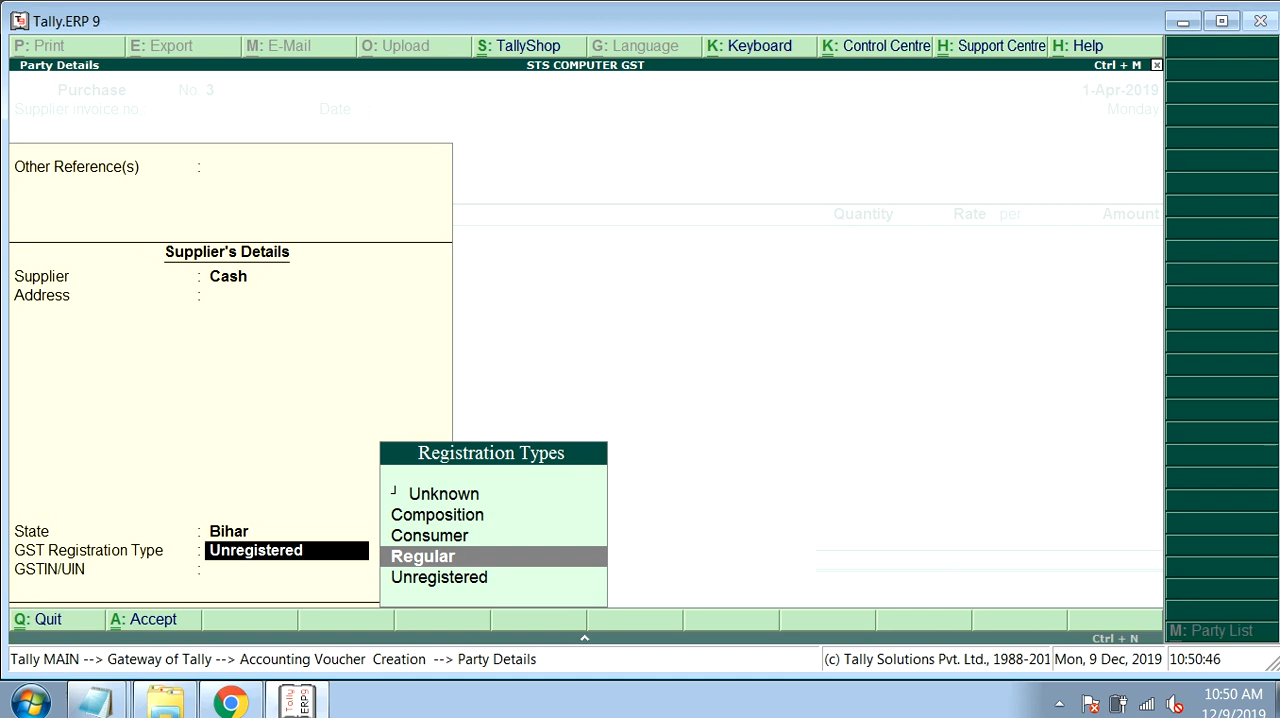 Tally.ERP 9
P: Print E: Export M: E-Mail O: Upload S: TallyShop G: Language K: Keyboard K: Control Centre H: Support Centre H: Help
Party Details STS COMPUTER GST Ctrl + M
Purchase No. 3 1-Apr-2019
Supplier invoice no. Date Monday
Other Reference(s) :
Quantity Rate per Amount
Supplier's Details
Supplier : Cash
Address :
Registration Types
Unknown
Composition
Consumer
Regular
Unregistered
State : Bihar
GST Registration Type : Unregistered
GSTIN/UIN :
Q: Quit A: Accept
Ctrl + N
M: Party List
Tally MAIN --> Gateway of Tally --> Accounting Voucher Creation --> Party Details (c) Tally Solutions Pvt. Ltd., 1988-201 Mon, 9 Dec, 2019 10:50:46
Tally ERP9
10:50 AM
12/9/2019